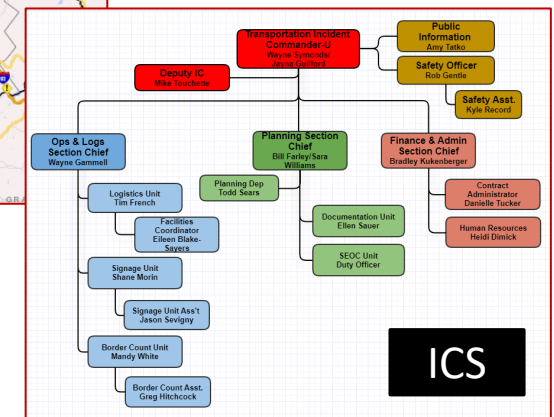 Transportation Incident
Commander-U
Wayne Symonds/
Jayna Guilford
Public
Information
Amy Tatko
Safety Officer
Rob Gentle
Safety Asst.
Kyle Record
Deputy IC
Mike Touchette
Ops & Logs
Section Chief
Wayne Gammell
Planning Section
Chief
Bill Farley/Sara
Williams
Finance & Admin
Section Chief
Bradley Kukenberger
Logistics Unit
Tim French
Facilities
Coordinator
Eileen Blake-
Sayers
Signage Unit
Shane Morin
Signage Unit Ass't
Jason Sevigny
Border Count Unit
Mandy White
Border Count Asst.
Greg Hitchcock
Planning Dep
Todd Sears
Documentation Unit
Ellen Sauer
SEOC Unit
Duty Officer
Contract
Administrator
Danielle Tucker
Human Resources
Heidi Dimick
ICS